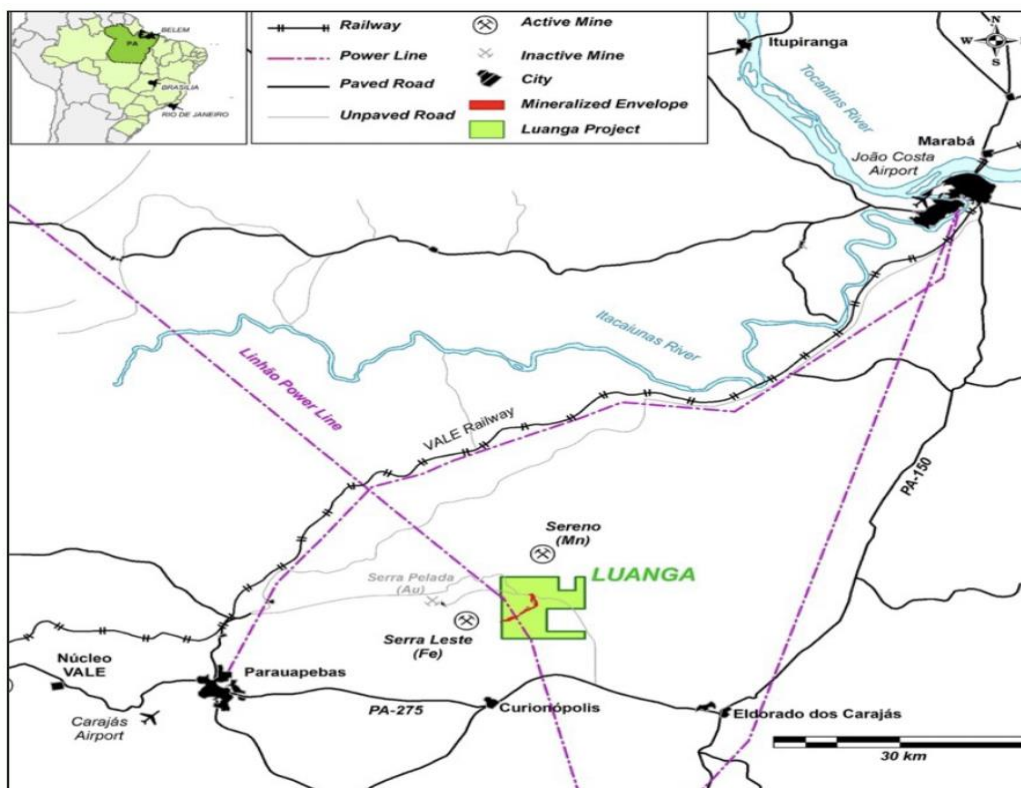 BELEM
PA
BRASILIA
RIO DE JANEIRO
Railway
Power Line
Paved Road
Unpaved Road
Active Mine
Inactive Mine
City
Mineralized Envelope
Luanga Project
N
W
S
Itupiranga
Tocantins River
Marabá
João Costa
Airport
Itacaiunas River
Linhão Power Line
VALE Railway
PA-150
Sereno
(Mn)
LUANGA
Serra Pelada
(Au)
Serra Leste
(Fe)
Núcleo
VALE
Parauapebas
Carajás
Airport
PA-275
Curionópolis
Eldorado dos Carajás
30 km